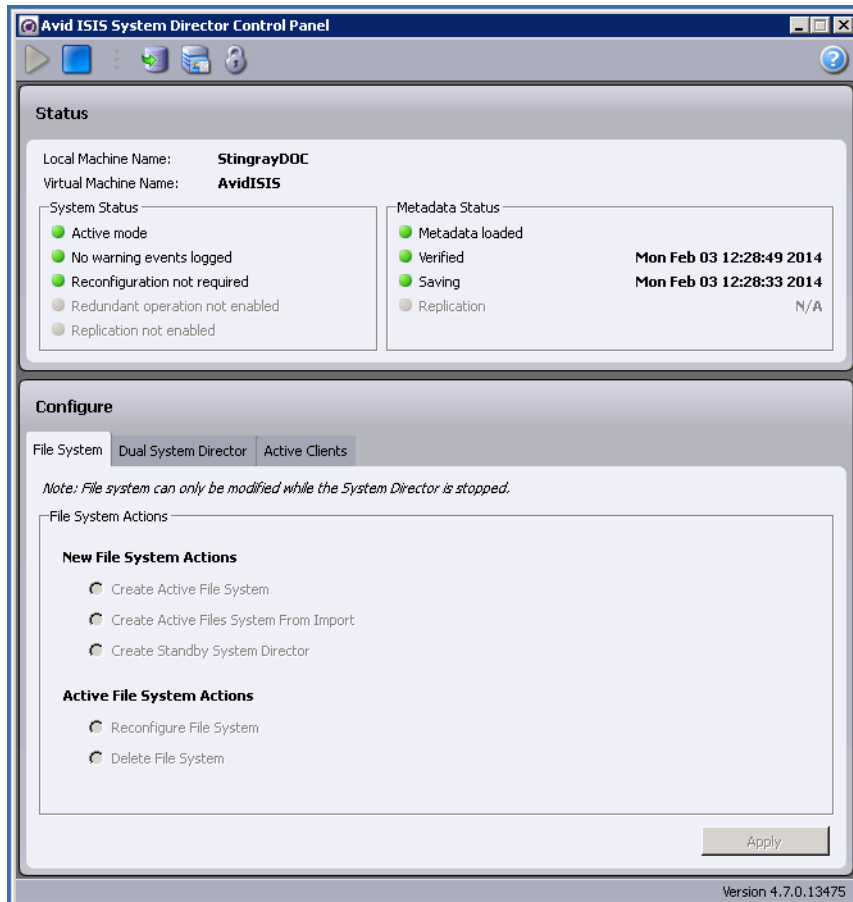 Avid ISIS System Director Control Panel
Status
Local Machine Name: StingrayDOC
Virtual Machine Name: AvidISIS
System Status
Active mode
No warning events logged
Reconfiguration not required
Redundant operation not enabled
Replication not enabled
Metadata Status
Metadata loaded
Verified Mon Feb 03 12:28:49 2014
Saving Mon Feb 03 12:28:33 2014
Replication N/A
Configure
File System Dual System Director Active Clients
Note: File system can only be modified while the System Director is stopped.
File System Actions
New File System Actions
Create Active File System
Create Active Files System From Import
Create Standby System Director
Active File System Actions
Reconfigure File System
Delete File System
Apply
Version 4.7.0.13475